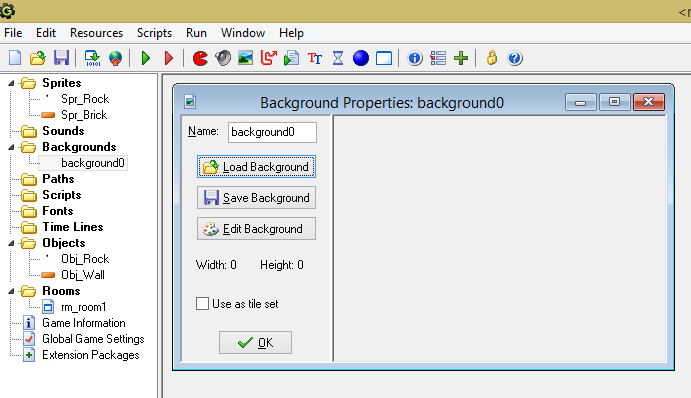 <r
File Edit Resources Scripts Run Window Help
Sprites
Spr_Rock
Spr_Brick
Sounds
Backgrounds
background0
Paths
Scripts
Fonts
Time Lines
Objects
Obj_Rock
Obj_Wall
Rooms
rm_room1
Game Information
Global Game Settings
Extension Packages
Background Properties: background0
Name: background0
Load Background
Save Background
Edit Background
Width: 0 Height: 0
Use as tile set
OK